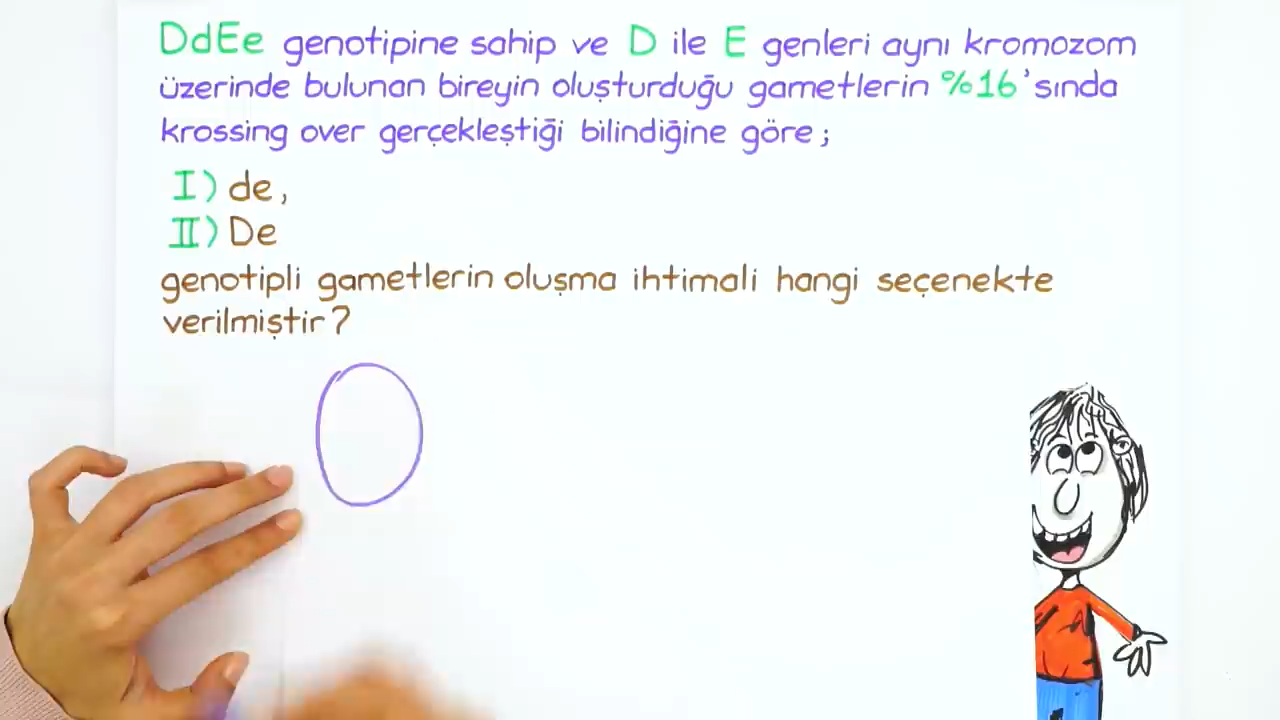 DdEe genotipine sahip ve D ile E genleri aynı kromozom
üzerinde bulunan bireyin oluşturduğu gametlerin %16'sında
krossing over gerçekleştiği bilindiğine göre;
I) de,
II) De
genotipli gametlerin oluşma ihtimali hangi seçenekte
verilmiştir?